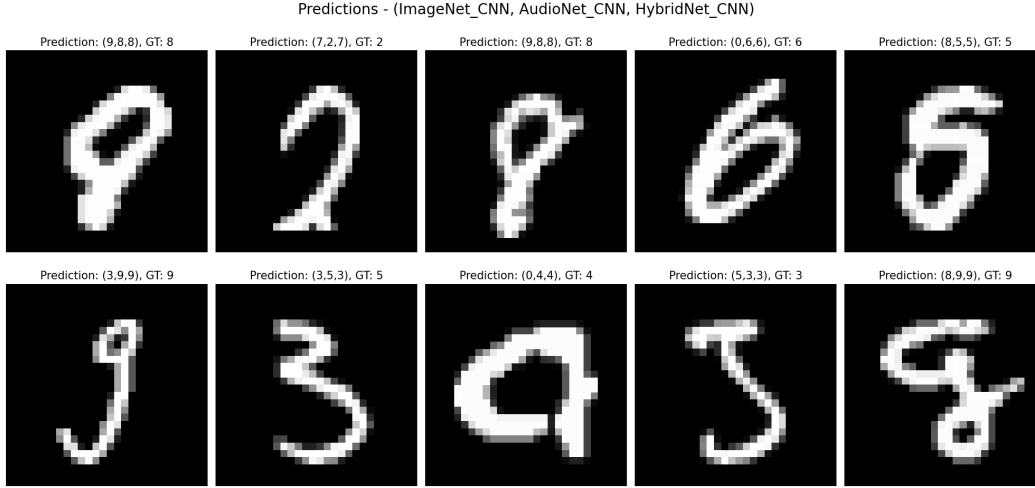 Predictions - (ImageNet_CNN, AudioNet_CNN, HybridNet_CNN)
Prediction: (9,8,8), GT: 8
Prediction: (7,2,7), GT: 2
Prediction: (9,8,8), GT: 8
Prediction: (0,6,6), GT: 6
Prediction: (8,5,5), GT: 5
Prediction: (3,9,9), GT: 9
Prediction: (3,5,3), GT: 5
Prediction: (0,4,4), GT: 4
Prediction: (5,3,3), GT: 3
Prediction: (8,9,9), GT: 9